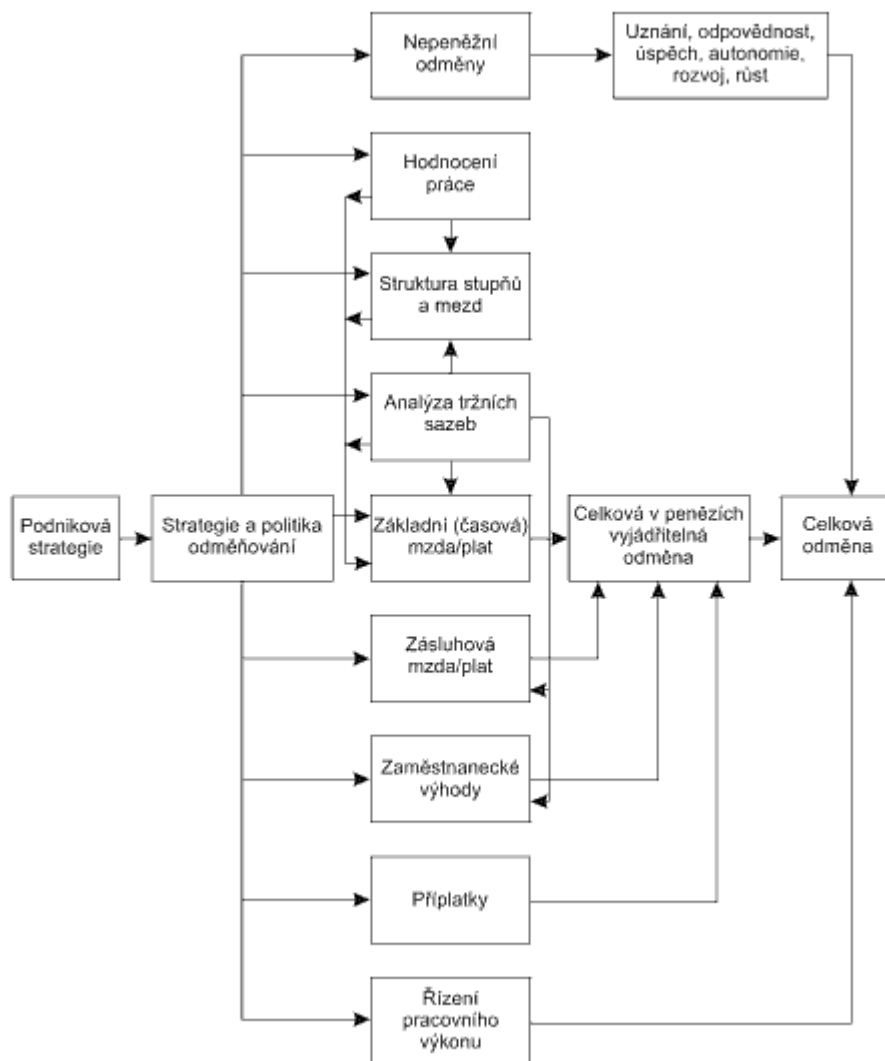 Nepeněžní
odměny
Uznání, odpovědnost,
úspěch, autonomie,
rozvoj, růst
Hodnocení
práce
Struktura stupňů
a mezd
Analýza tržních
sazeb
Podniková
strategie
Strategie a politika
odměňování
Základní (časová)
mzda/plat
Celková v penězích
vyjádřitelná
odměna
Celková
odměna
Zásluhová
mzda/plat
Zaměstnanecké
výhody
Příplatky
Řízení
pracovního
výkonu